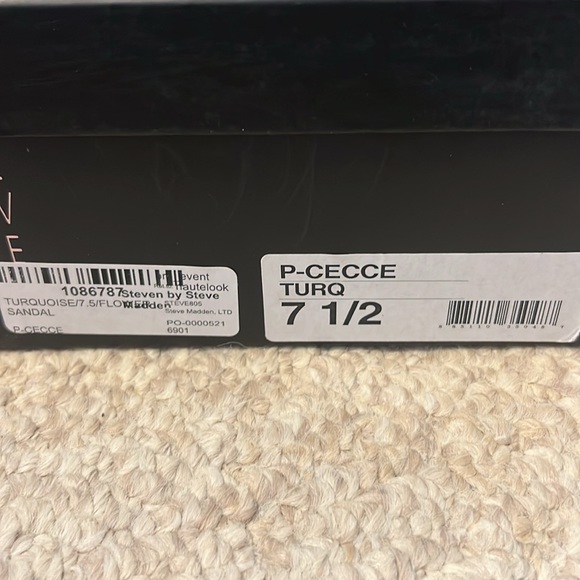 V
E
event
hautelook
1086787
Steven by Steve
Madden
TURQUOISE/7.5/FLOWER
SANDAL
STEVE805
Steve Madden, LTD
P-CECCE
PO-0000521
6901
P-CECCE
TURQ
7 1/2